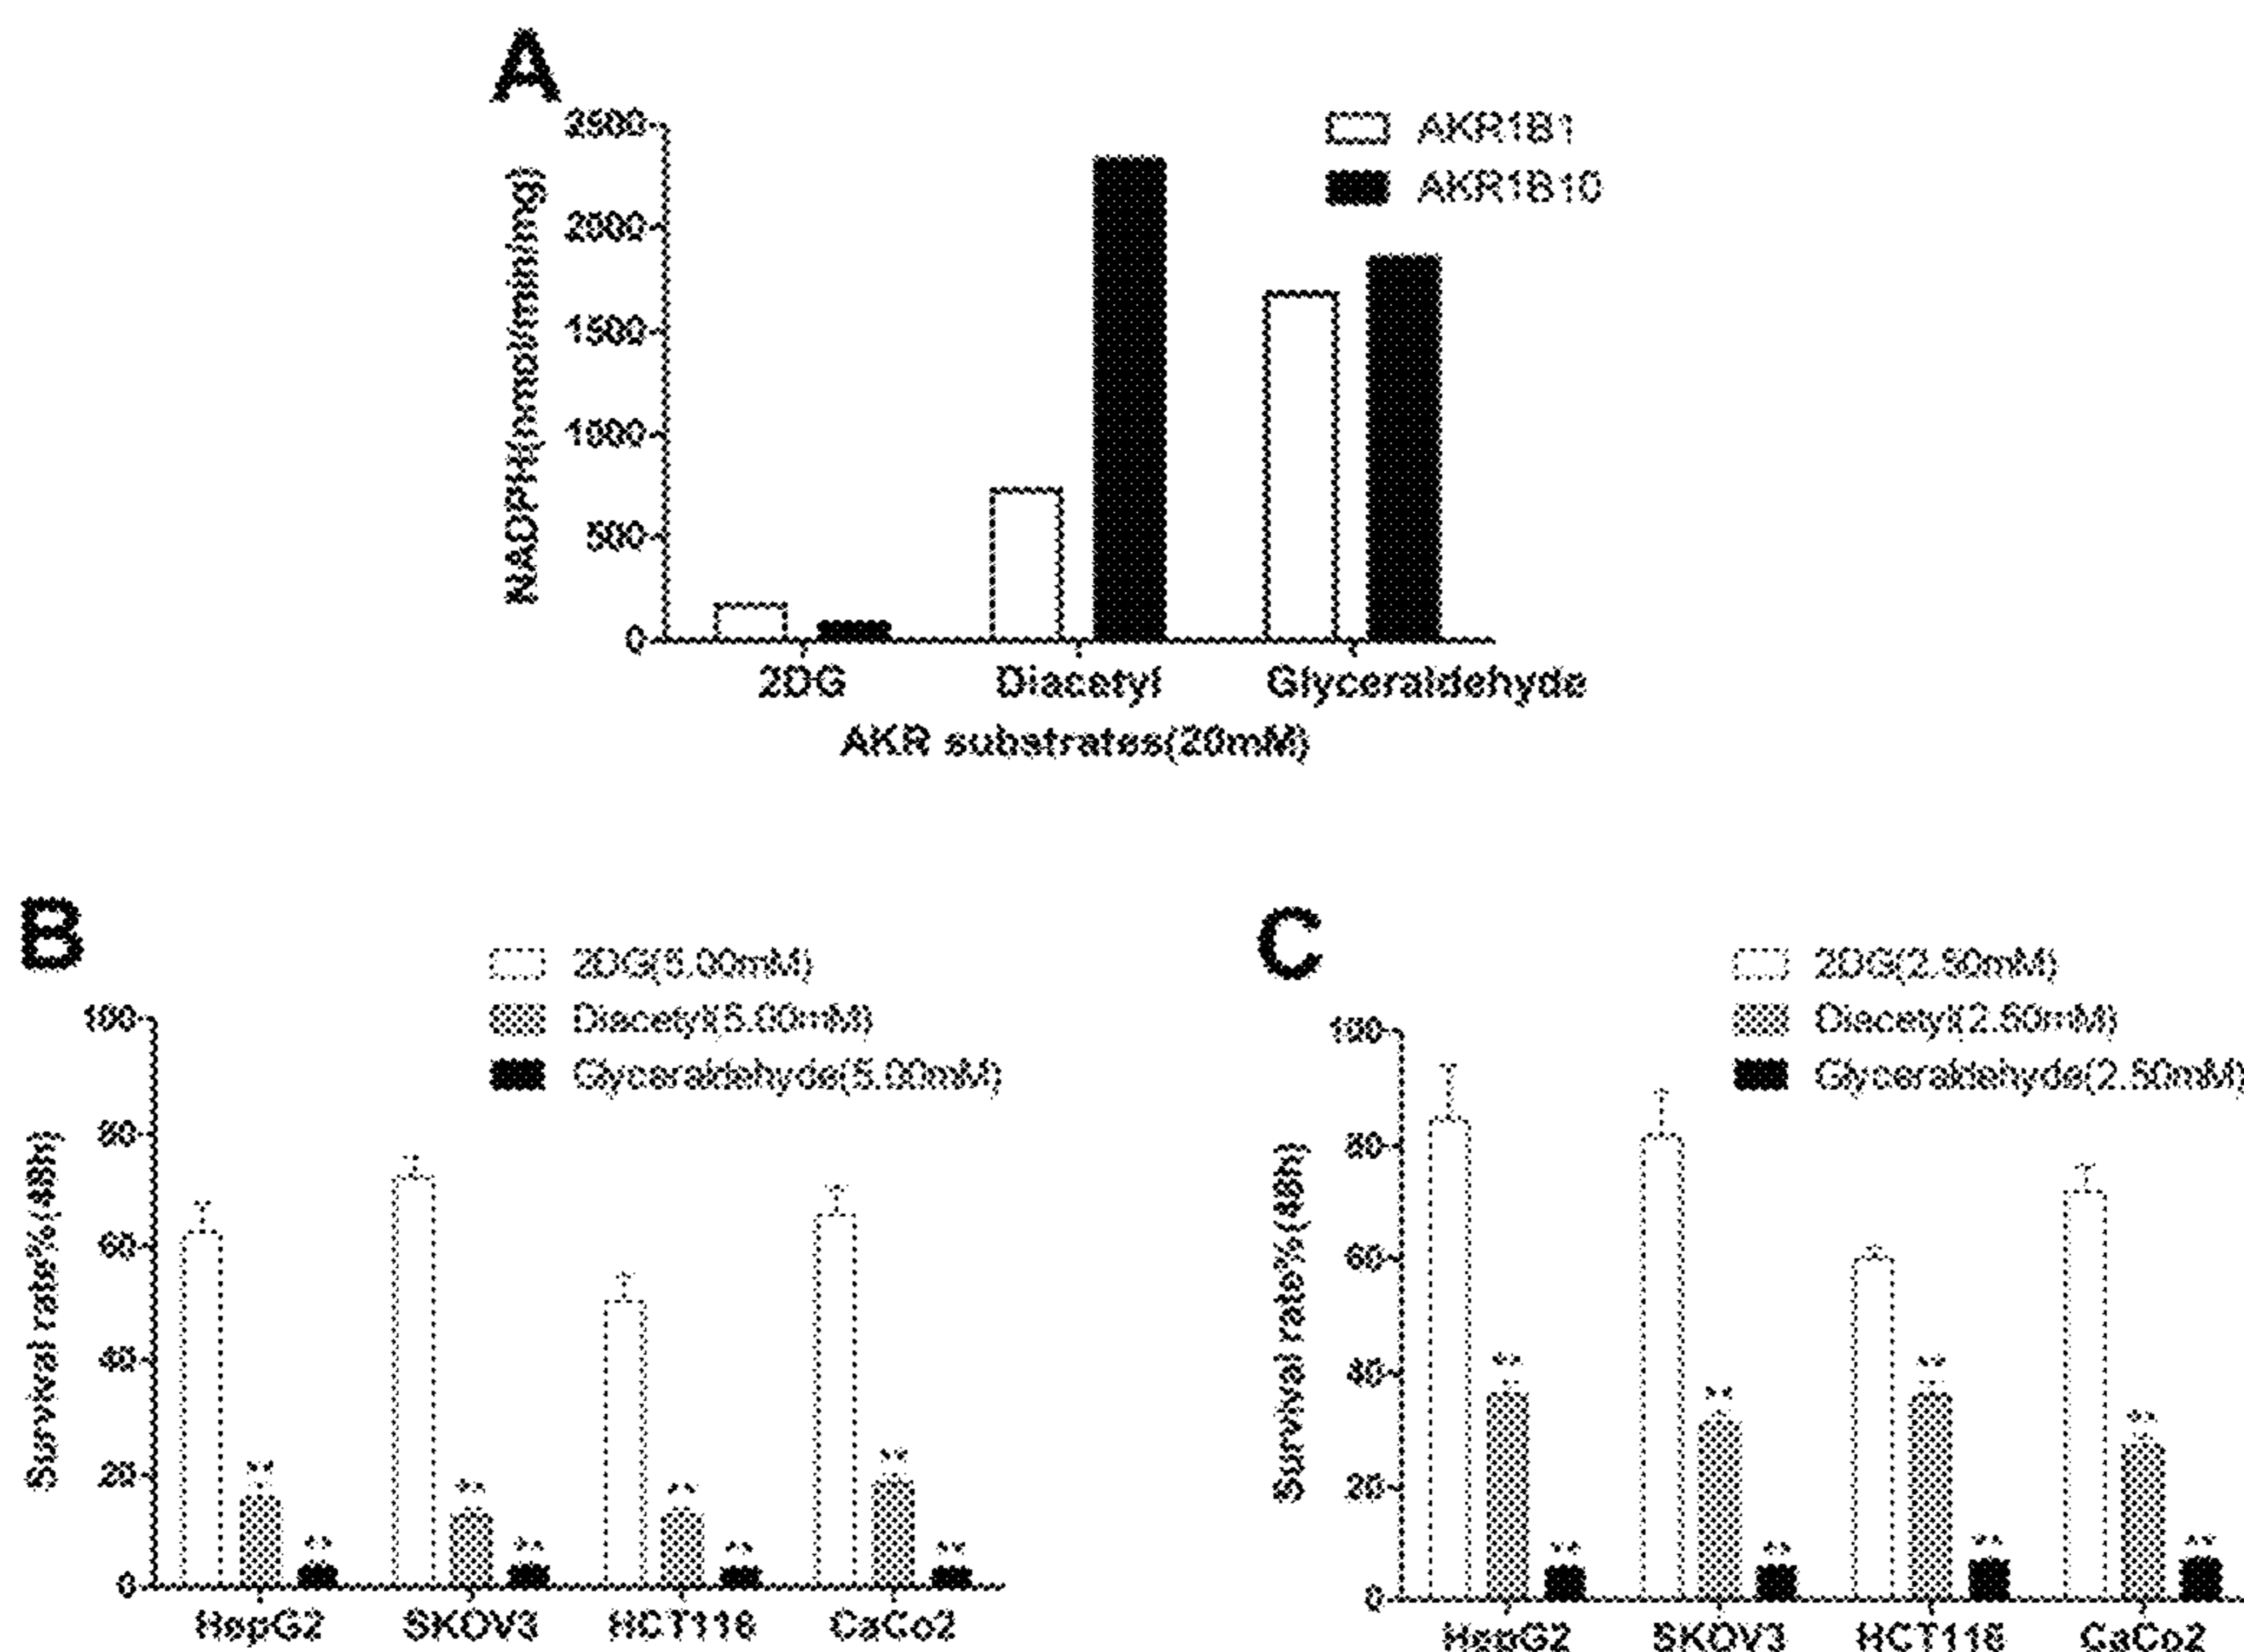 A
2500
AKR1B1
AKR1B10
2000
1500
1000
500
0
NADPH(nmol/min/mg)
2DG
Diacetyl
Glyceraldehyde
AKR substrates(20mM)
B
2DG(5.00mM)
Diacetyl(5.00mM)
Glyceraldehyde(5.00mM)
100
80
60
40
20
0
Survival rate%(48h)
HepG2
SKOV3
HCT116
CaCo2
**
**
**
**
**
**
**
**
C
2DG(2.50mM)
Diacetyl(2.50mM)
Glyceraldehyde(2.50mM)
100
80
60
40
20
0
Survival rate%(48h)
HepG2
SKOV3
HCT116
CaCo2
**
**
**
**
**
**
**
**